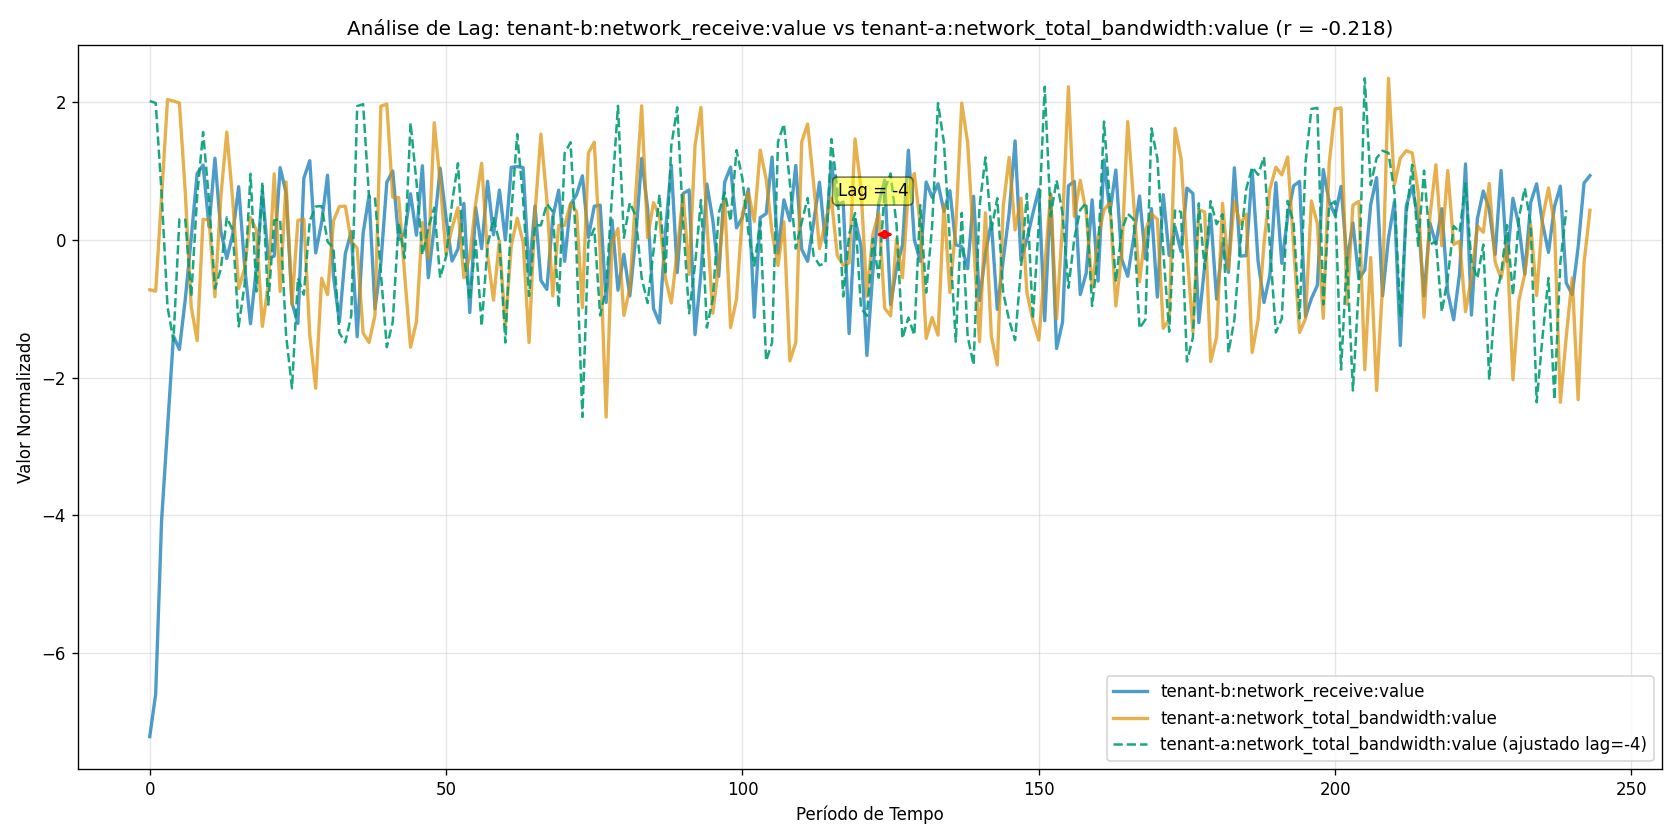 Análise de Lag: tenant-b:network_receive:value vs tenant-a:network_total_bandwidth:value (r = -0.218)
Valor Normalizado
2
0
−2
−4
−6
Lag = -4
tenant-b:network_receive:value
tenant-a:network_total_bandwidth:value
tenant-a:network_total_bandwidth:value (ajustado lag=-4)
0 50 100 150 200 250
Período de Tempo